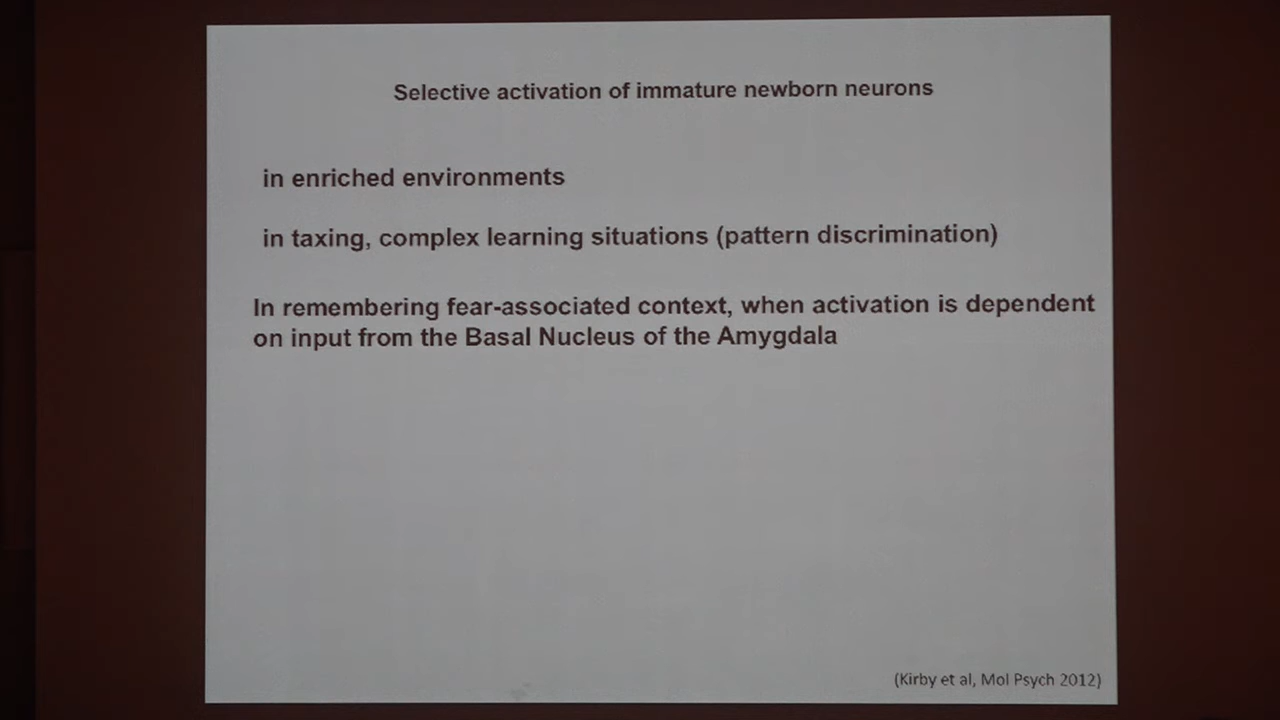 Selective activation of immature newborn neurons
in enriched environments
in taxing, complex learning situations (pattern discrimination)
In remembering fear-associated context, when activation is dependent
on input from the Basal Nucleus of the Amygdala
(Kirby et al, Mol Psych 2012)